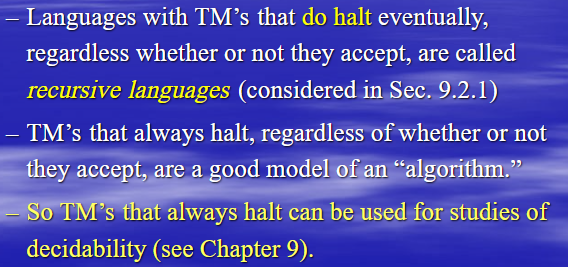 – Languages with TM’s that do halt eventually,
regardless whether or not they accept, are called
recursive languages (considered in Sec. 9.2.1)
– TM’s that always halt, regardless of whether or not
they accept, are a good model of an “algorithm.”
– So TM’s that always halt can be used for studies of
decidability (see Chapter 9).